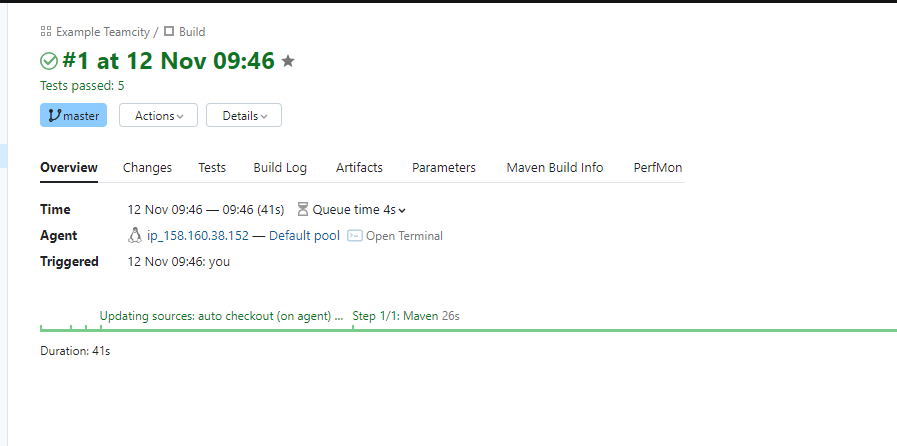 Example Teamcity / Build
#1 at 12 Nov 09:46
Tests passed: 5
master Actions Details
Overview Changes Tests Build Log Artifacts Parameters Maven Build Info PerfMon
Time 12 Nov 09:46 — 09:46 (41s) Queue time 4s
Agent ip_158.160.38.152 — Default pool Open Terminal
Triggered 12 Nov 09:46: you
Updating sources: auto checkout (on agent) ... Step 1/1: Maven 26s
Duration: 41s